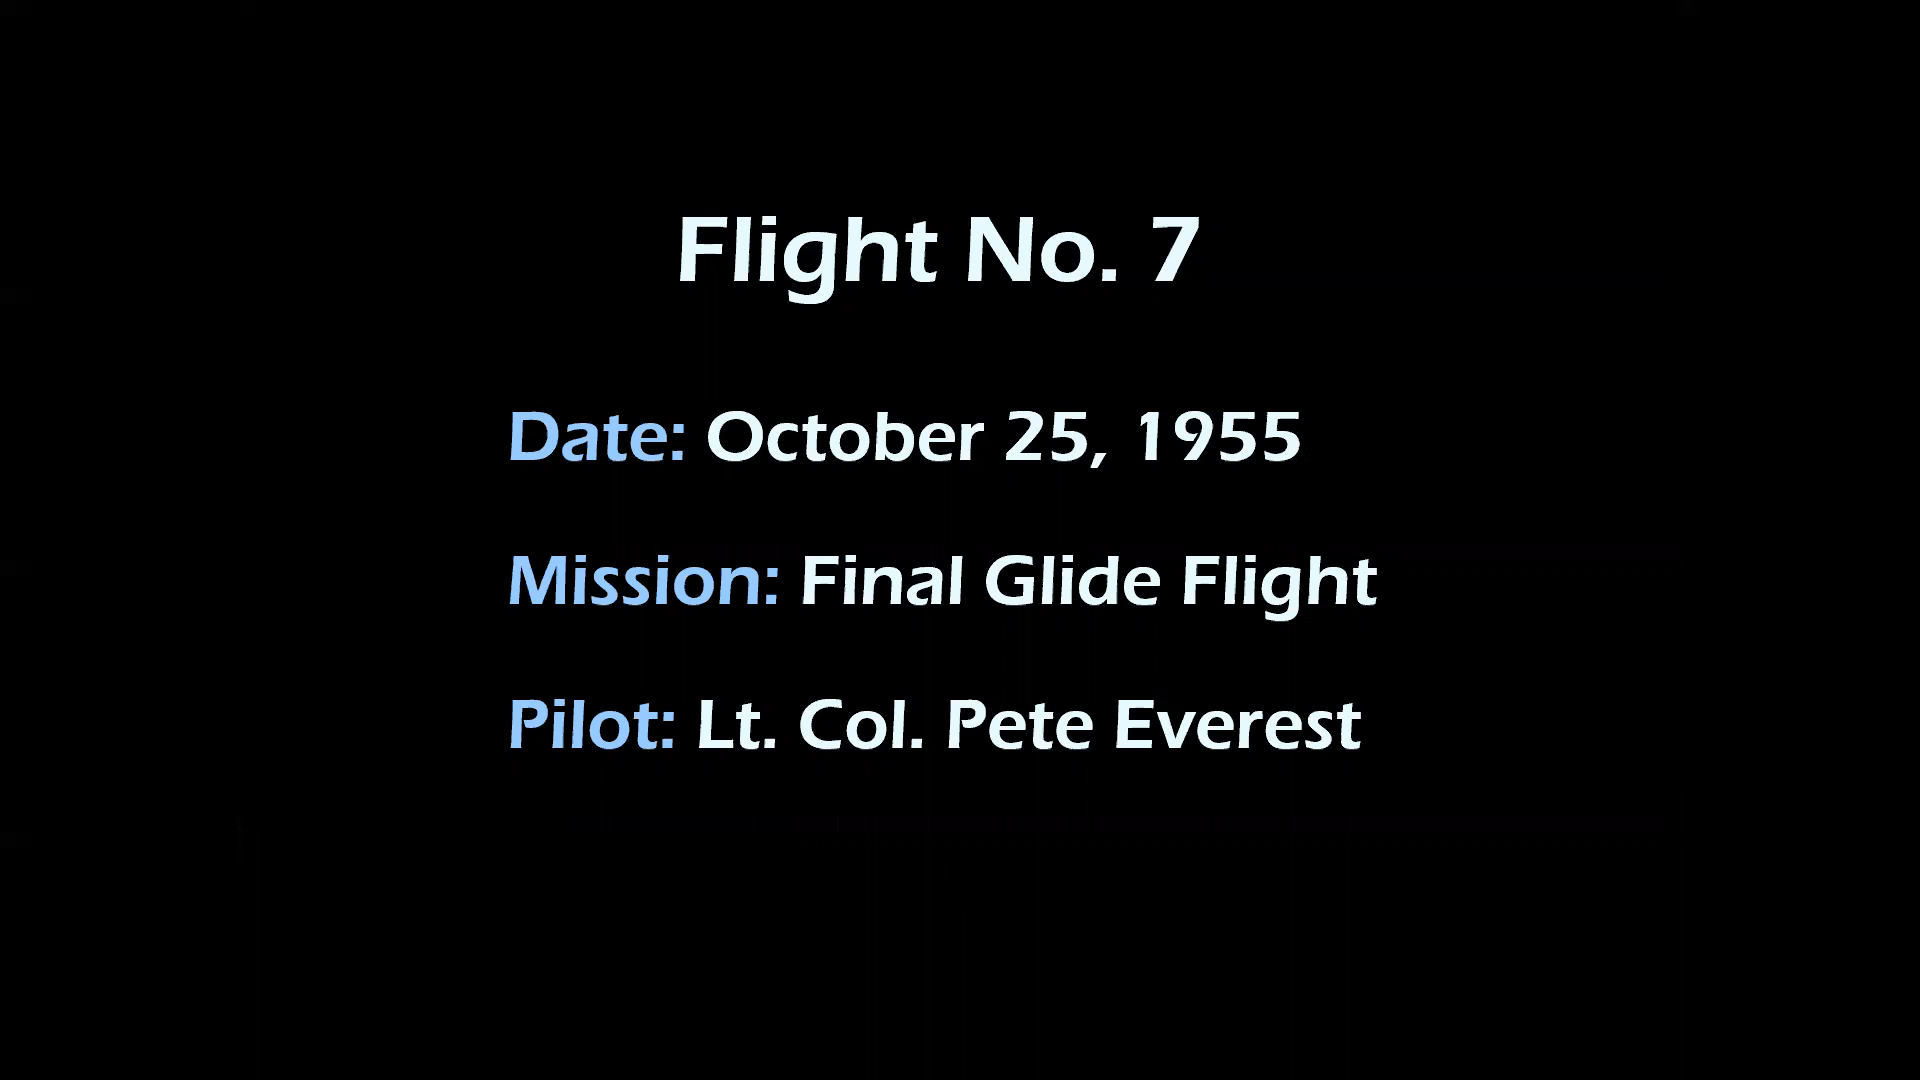 Flight No. 7
Date: October 25, 1955
Mission: Final Glide Flight
Pilot: Lt. Col. Pete Everest